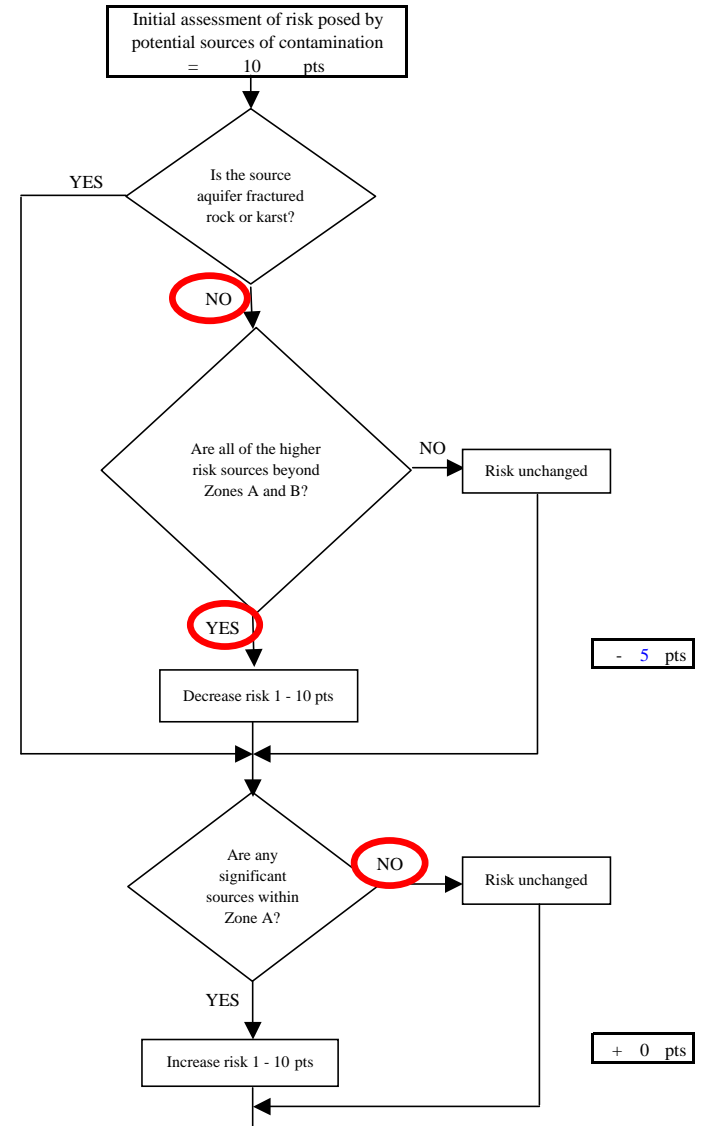 Initial assessment of risk posed by
potential sources of contamination
= 10 pts
YES
Is the source
aquifer fractured
rock or karst?
NO
Are all of the higher
risk sources beyond
Zones A and B?
NO
Risk unchanged
YES
- 5 pts
Decrease risk 1 - 10 pts
Are any
significant
sources within
Zone A?
NO
Risk unchanged
YES
+ 0 pts
Increase risk 1 - 10 pts